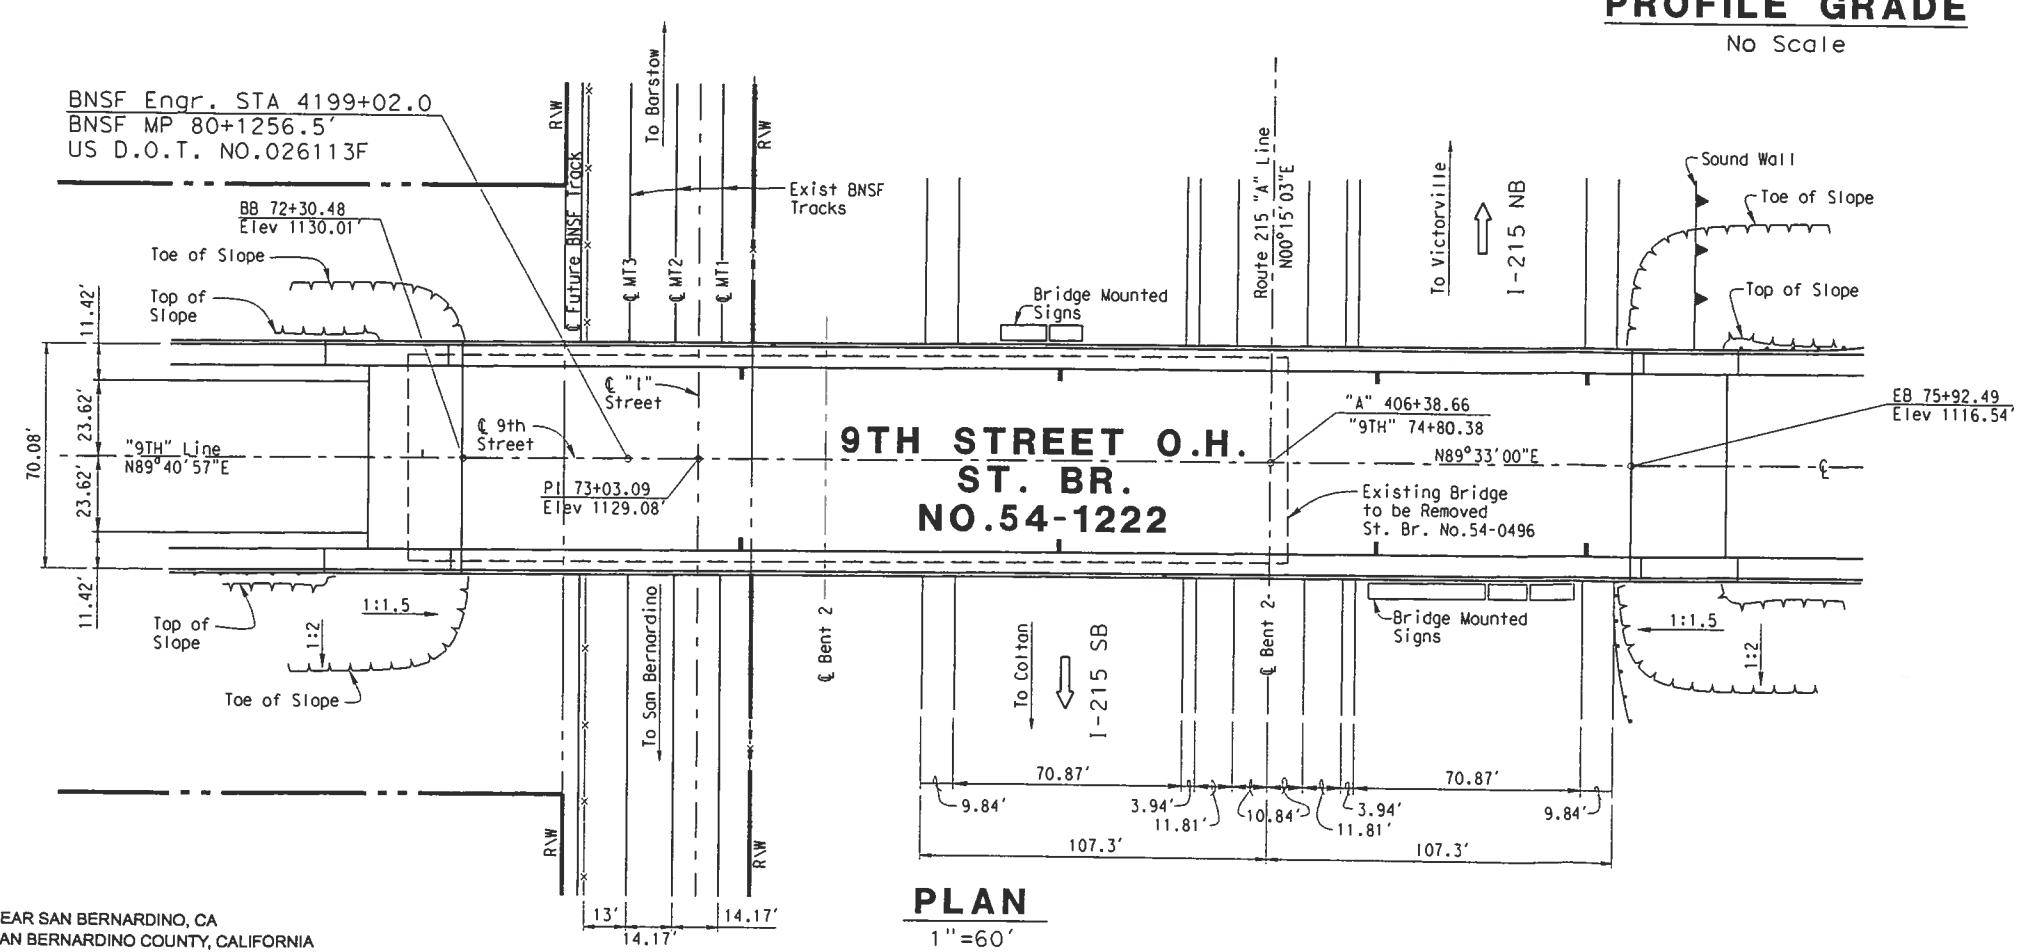 PROFILE GRADE
No Scale
BNSF Engr. STA 4199+02.0
BNSF MP 80+1256.5'
US D.O.T. NO.026113F
BB 72+30.48
Elev 1130.01'
Toe of Slope
Top of
Slope
11.42'
23.62'
70.08'
23.62'
11.42'
"9TH" Line
N89°40'57"E
R\W
℄ Future BNSF Track
To Barstow
R\W
℄ MT3
℄ MT2
℄ MT1
Exist BNSF
Tracks
Bridge Mounted
Signs
Route 215 "A" Line
N00°15'03"E
To Victorville
I-215 NB
Sound Wall
Toe of Slope
Top of Slope
℄ "I"
Street
℄ 9th
Street
PI 73+03.09
Elev 1129.08'
9TH STREET O.H.
ST. BR.
NO.54-1222
"A" 406+38.66
"9TH" 74+80.38
N89°33'00"E
℄
EB 75+92.49
Elev 1116.54'
Existing Bridge
to be Removed
St. Br. No.54-0496
Top of
Slope
1:1.5
1:2
Toe of Slope
To San Bernardino
℄ Bent 2
To Coltan
I-215 SB
℄ Bent 2
Bridge Mounted
Signs
1:1.5
1:2
R\W
R\W
9.84'
70.87'
3.94'
11.81'
10.84'
11.81'
3.94'
70.87'
9.84'
107.3'
107.3'
13'
14.17'
14.17'
PLAN
1"=60'
EAR SAN BERNARDINO, CA
AN BERNARDINO COUNTY, CALIFORNIA